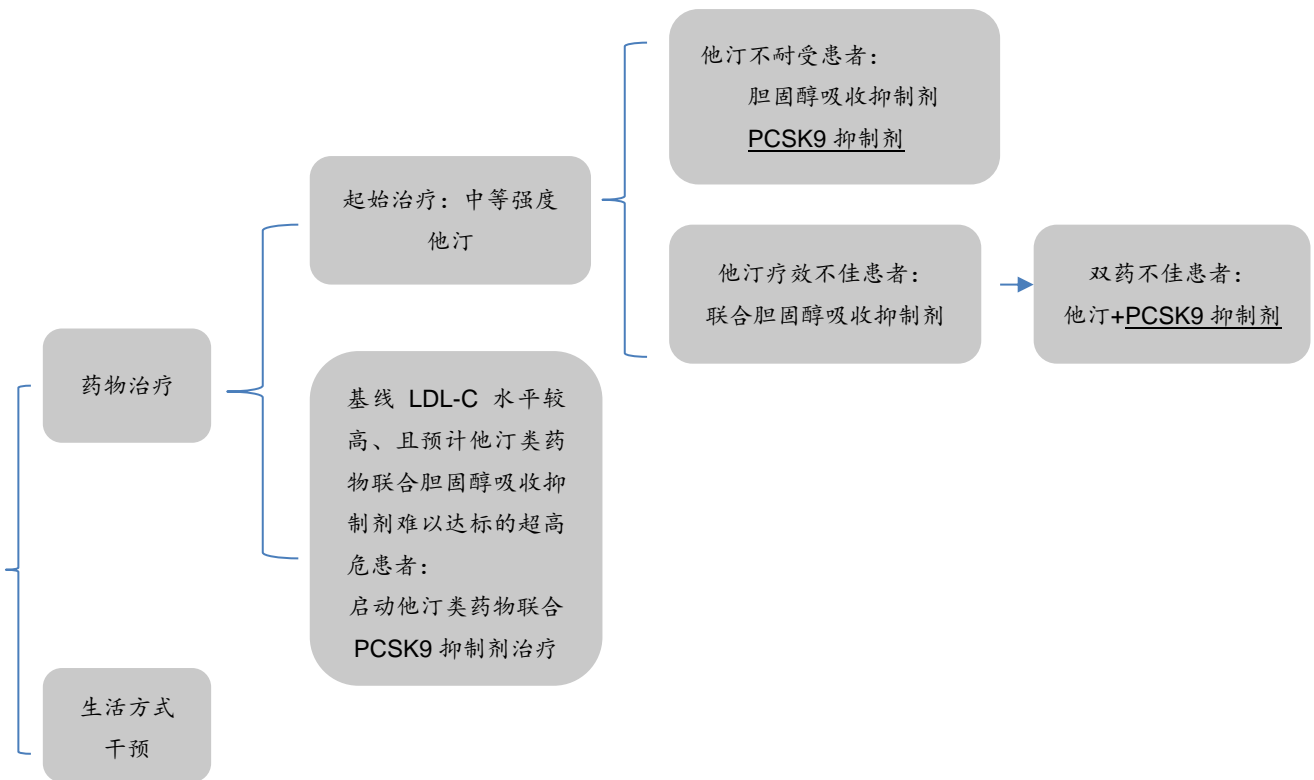 他汀不耐受患者：
胆固醇吸收抑制剂
PCSK9 抑制剂
起始治疗：中等强度
他汀
他汀疗效不佳患者：
联合胆固醇吸收抑制剂
双药不佳患者：
他汀+PCSK9 抑制剂
药物治疗
基线 LDL-C 水平较
高、且预计他汀类药
物联合胆固醇吸收抑
制剂难以达标的超高
危患者：
启动他汀类药物联合
PCSK9 抑制剂治疗
生活方式
干预